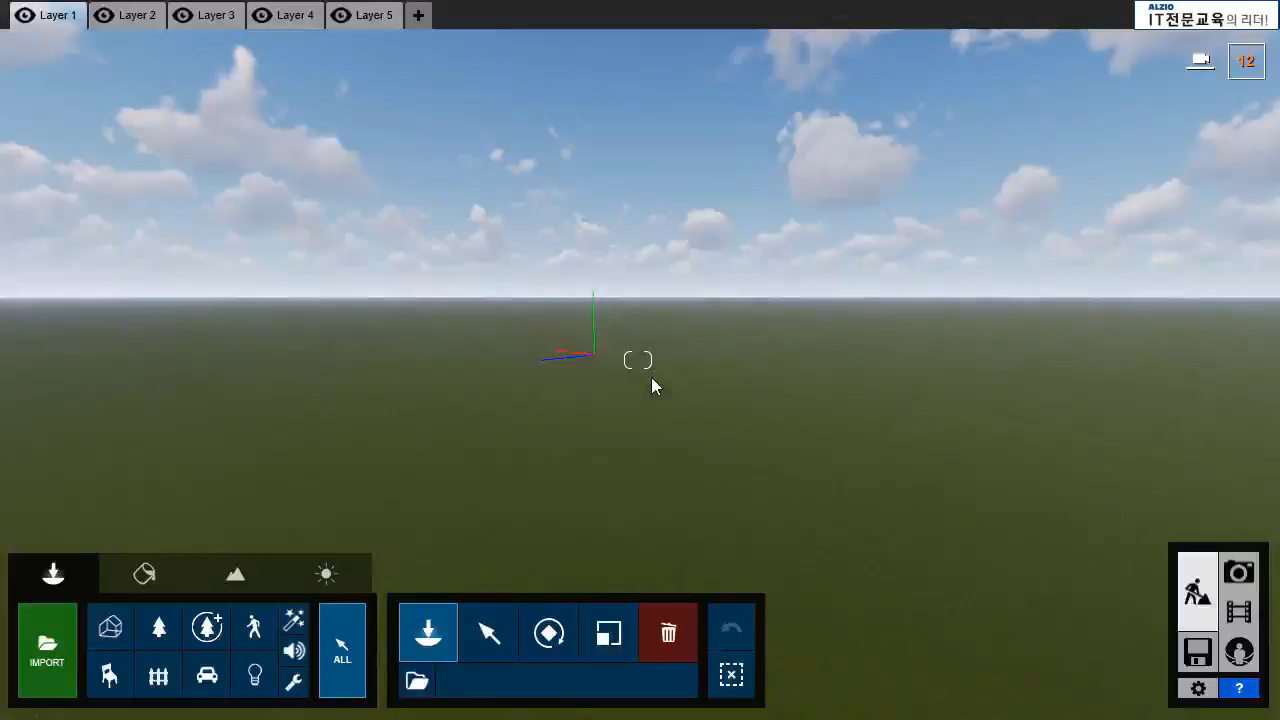 Layer 1
Layer 2
Layer 3
Layer 4
Layer 5
+
ALZIO
IT전문교육의 리더!
12
IMPORT
ALL
?